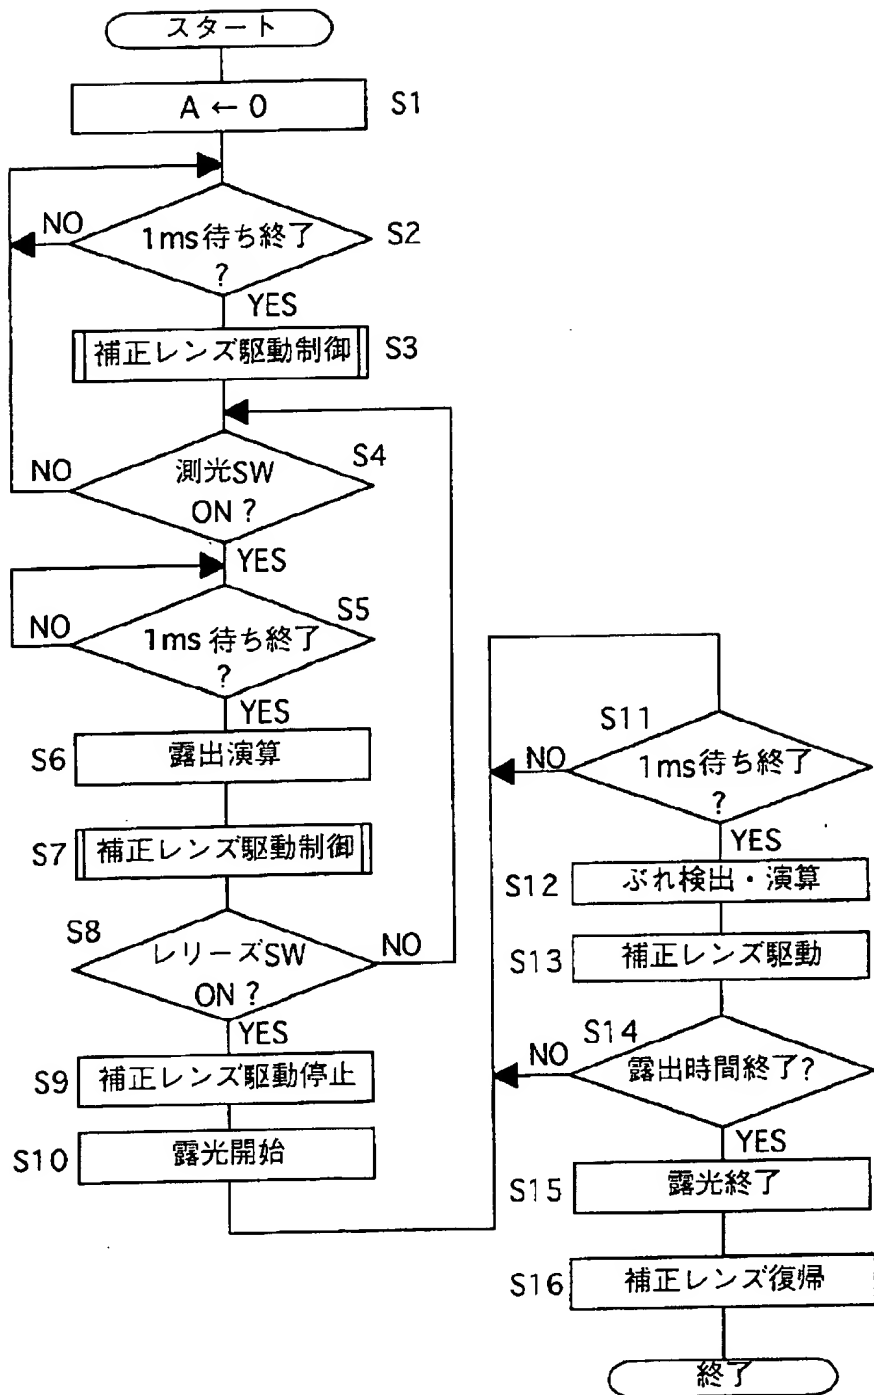 スタート
A ← 0
S1
NO
1ms 待ち終了
?
S2
YES
補正レンズ駆動制御
S3
NO
測光SW
ON ?
S4
YES
NO
1ms 待ち終了
?
S5
YES
S6
露出演算
S7
補正レンズ駆動制御
S8
レリーズSW
ON ?
NO
YES
S9
補正レンズ駆動停止
S10
露光開始
S11
NO
1ms 待ち終了
?
YES
S12
ぶれ検出・演算
S13
補正レンズ駆動
S14
NO
露出時間終了?
YES
S15
露光終了
S16
補正レンズ復帰
終了